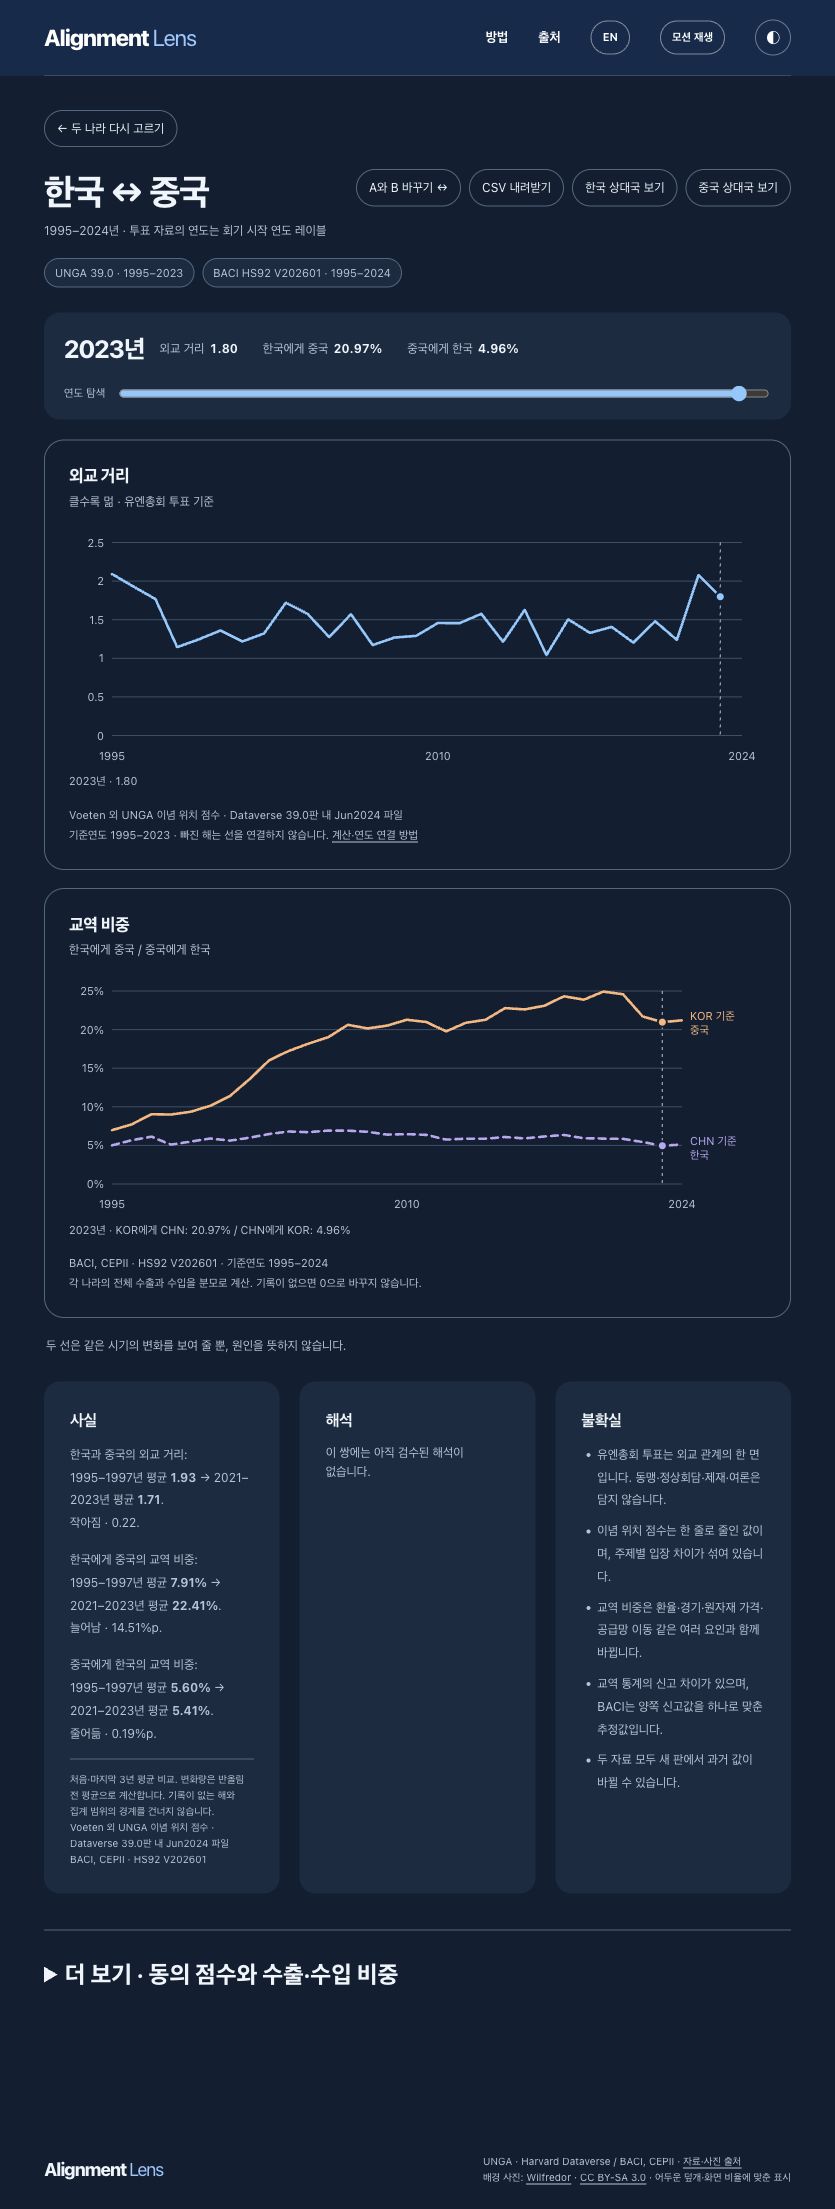 Alignment Lens
방법 출처 EN 모션 재생
← 두 나라 다시 고르기
한국 ↔ 중국
A와 B 바꾸기 ↔ CSV 내려받기 한국 상대국 보기 중국 상대국 보기
1995–2024년 · 투표 자료의 연도는 회기 시작 연도 레이블
UNGA 39.0 · 1995–2023 BACI HS92 V202601 · 1995–2024
2023년 외교 거리 1.80 한국에게 중국 20.97% 중국에게 한국 4.96%
연도 탐색
외교 거리
클수록 멂 · 유엔총회 투표 기준
2.5
2
1.5
1
0.5
0
1995 2010 2024
2023년 · 1.80
Voeten 외 UNGA 이념 위치 점수 · Dataverse 39.0판 내 Jun2024 파일
기준연도 1995–2023 · 빠진 해는 선을 연결하지 않습니다. 계산·연도 연결 방법
교역 비중
한국에게 중국 / 중국에게 한국
25%
20%
15%
10%
5%
0%
KOR 기준
중국
CHN 기준
한국
1995 2010 2024
2023년 · KOR에게 CHN: 20.97% / CHN에게 KOR: 4.96%
BACI, CEPII · HS92 V202601 · 기준연도 1995–2024
각 나라의 전체 수출과 수입을 분모로 계산. 기록이 없으면 0으로 바꾸지 않습니다.
두 선은 같은 시기의 변화를 보여 줄 뿐, 원인을 뜻하지 않습니다.
사실
한국과 중국의 외교 거리:
1995–1997년 평균 1.93 → 2021–
2023년 평균 1.71.
작아짐 · 0.22.
한국에게 중국의 교역 비중:
1995–1997년 평균 7.91% →
2021–2023년 평균 22.41%.
늘어남 · 14.51%p.
중국에게 한국의 교역 비중:
1995–1997년 평균 5.60% →
2021–2023년 평균 5.41%.
줄어듦 · 0.19%p.
처음·마지막 3년 평균 비교. 변화량은 반올림
전 평균으로 계산합니다. 기록이 없는 해와
집계 범위의 경계를 건너지 않습니다.
Voeten 외 UNGA 이념 위치 점수 ·
Dataverse 39.0판 내 Jun2024 파일
BACI, CEPII · HS92 V202601
해석
이 쌍에는 아직 검수된 해석이
없습니다.
불확실
• 유엔총회 투표는 외교 관계의 한 면
입니다. 동맹·정상회담·제재·여론은
담지 않습니다.
• 이념 위치 점수는 한 줄로 줄인 값이
며, 주제별 입장 차이가 섞여 있습니
다.
• 교역 비중은 환율·경기·원자재 가격·
공급망 이동 같은 여러 요인과 함께
바뀝니다.
• 교역 통계의 신고 차이가 있으며,
BACI는 양쪽 신고값을 하나로 맞춘
추정값입니다.
• 두 자료 모두 새 판에서 과거 값이
바뀔 수 있습니다.
▶ 더 보기 · 동의 점수와 수출·수입 비중
Alignment Lens
UNGA · Harvard Dataverse / BACI, CEPII · 자료·사진 출처
배경 사진: Wilfredor · CC BY-SA 3.0 · 어두운 덮개·화면 비율에 맞춘 표시